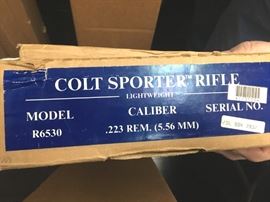 COLT SPORTER™ RIFLE
LIGHTWEIGHT
MODEL CALIBER SERIAL NO.
R6530 .223 REM. (5.56 MM)